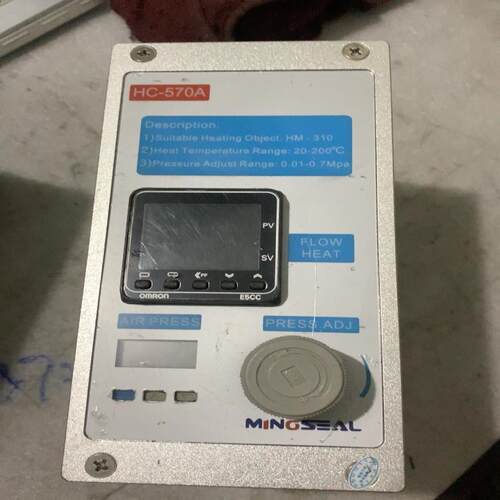 HC-570A
Description
1)Suitable Heating Object: HM - 310
2)Heat Temperature Range: 20-200℃
3)Pressure Adjust Range: 0.01-0.7Mpa
PV
SV
PF
OMRON E5CC
FLOW
HEAT
AIR PRESS
PRESS.ADJ.
MINGSEAL